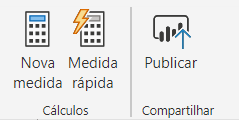 Nova Medida Publicar
medida rápida
Cálculos Compartilhar